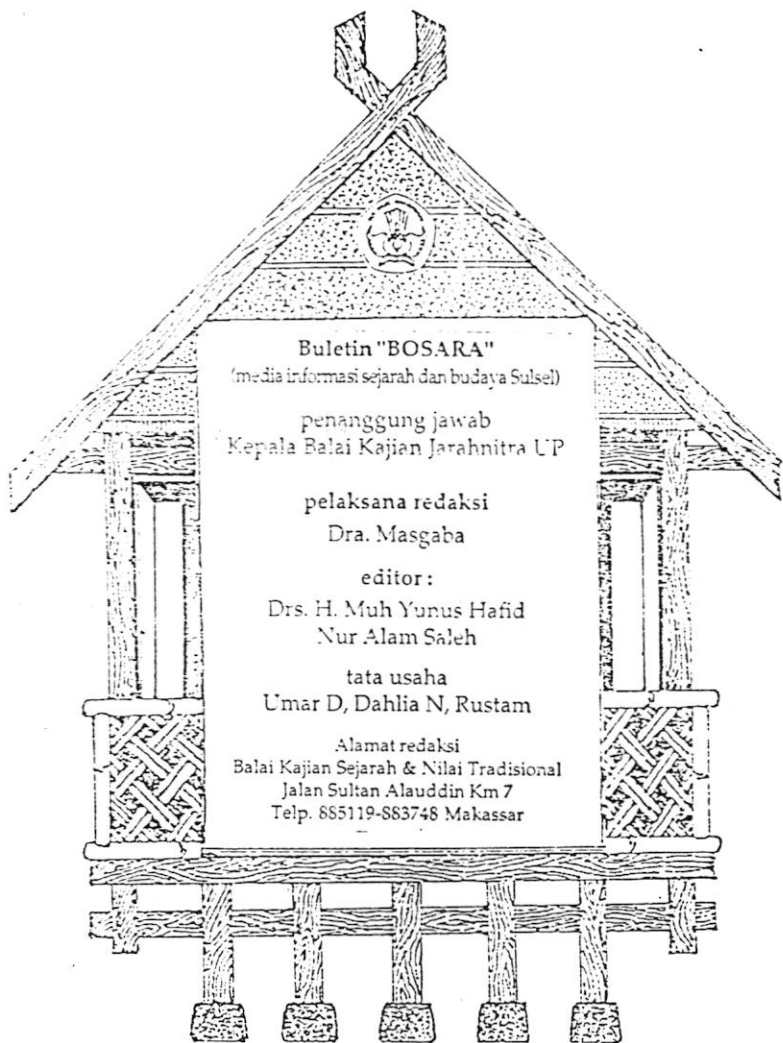 Buletin "BOSARA"
(media informasi sejarah dan budaya Sulsel)
penanggung jawab
Kepala Balai Kajian Jarahnitra UP
pelaksana redaksi
Dra. Masgaba
editor :
Drs. H. Muh Yunus Hafid
Nur Alam Saleh
tata usaha
Umar D, Dahlia N, Rustam
Alamat redaksi
Balai Kajian Sejarah & Nilai Tradisional
Jalan Sultan Alauddin Km 7
Telp. 885119-883748 Makassar